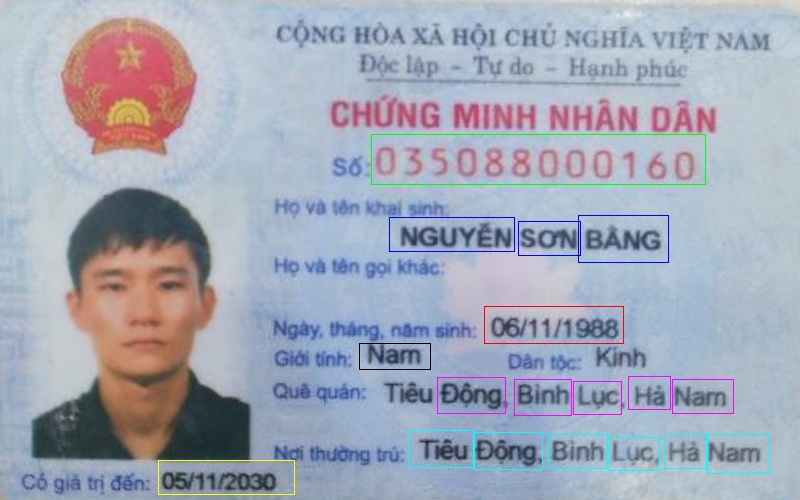 CỘNG HÒA XÃ HỘI CHỦ NGHĨA VIỆT NAM
Độc lập - Tự do - Hạnh phúc
CHỨNG MINH NHÂN DÂN
Số: 035088000160
Họ và tên khai sinh:
NGUYỄN SƠN BẰNG
Họ và tên gọi khác:
Ngày, tháng, năm sinh: 06/11/1988
Giới tính: Nam Dân tộc: Kinh
Quê quán: Tiêu Động, Bình Lục, Hà Nam
Nơi thường trú: Tiêu Động, Bình Lục, Hà Nam
Có giá trị đến: 05/11/2030